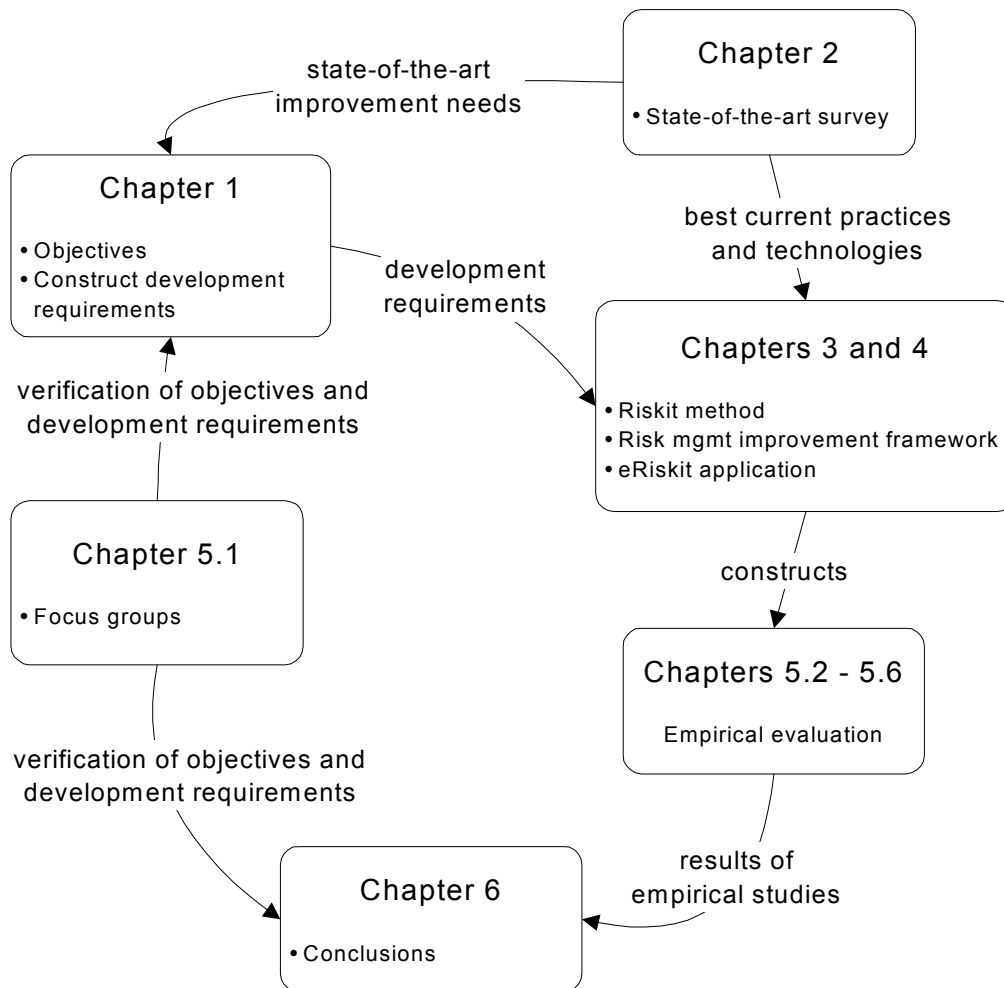 Chapter 2
• State-of-the-art survey
state-of-the-art
improvement needs
Chapter 1
• Objectives
• Construct development
requirements
best current practices
and technologies
development
requirements
Chapters 3 and 4
• Riskit method
• Risk mgmt improvement framework
• eRiskit application
verification of objectives and
development requirements
Chapter 5.1
• Focus groups
constructs
Chapters 5.2 - 5.6
Empirical evaluation
verification of objectives and
development requirements
results of
empirical studies
Chapter 6
• Conclusions